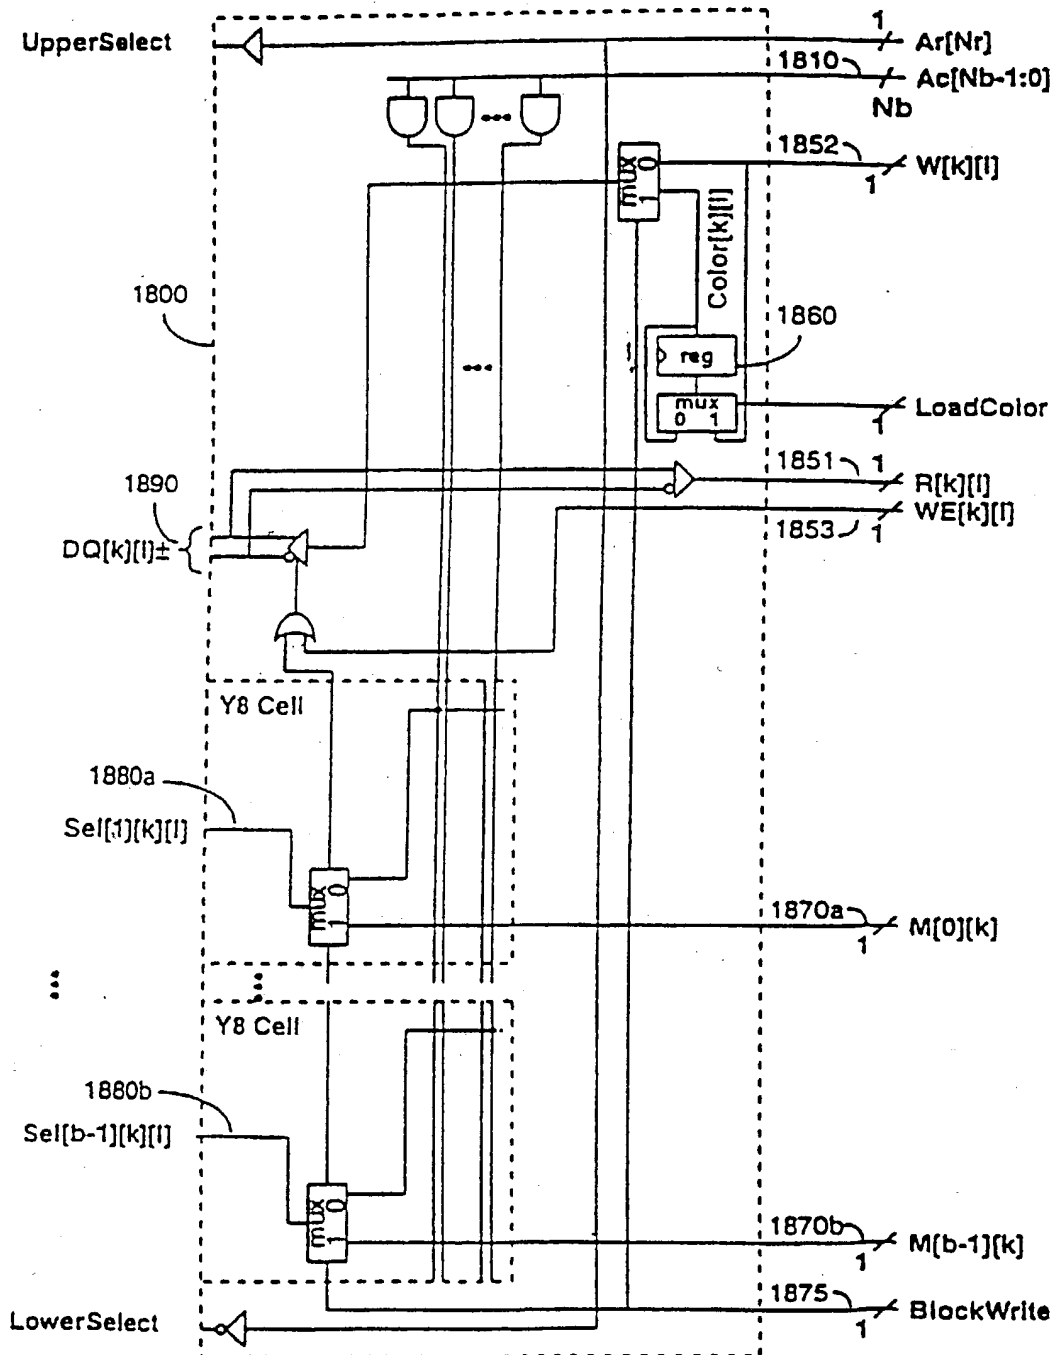 UpperSelect
1
Ar[Nr]
1810
Ac[Nb-1:0]
Nb
1852
mux
0
1
W[k][l]
1
Color[k][l]
1800
1860
reg
mux
0 1
LoadColor
1
1851
1
R[k][l]
1890
WE[k][l]
1853
1
DQ[k][l]±
Y8 Cell
1880a
Sel[1][k][l]
mux
0
1
1870a
M[0][k]
1
Y8 Cell
1880b
Sel[b-1][k][l]
mux
0
1
1870b
M[b-1][k]
1
1875
BlockWrite
1
LowerSelect